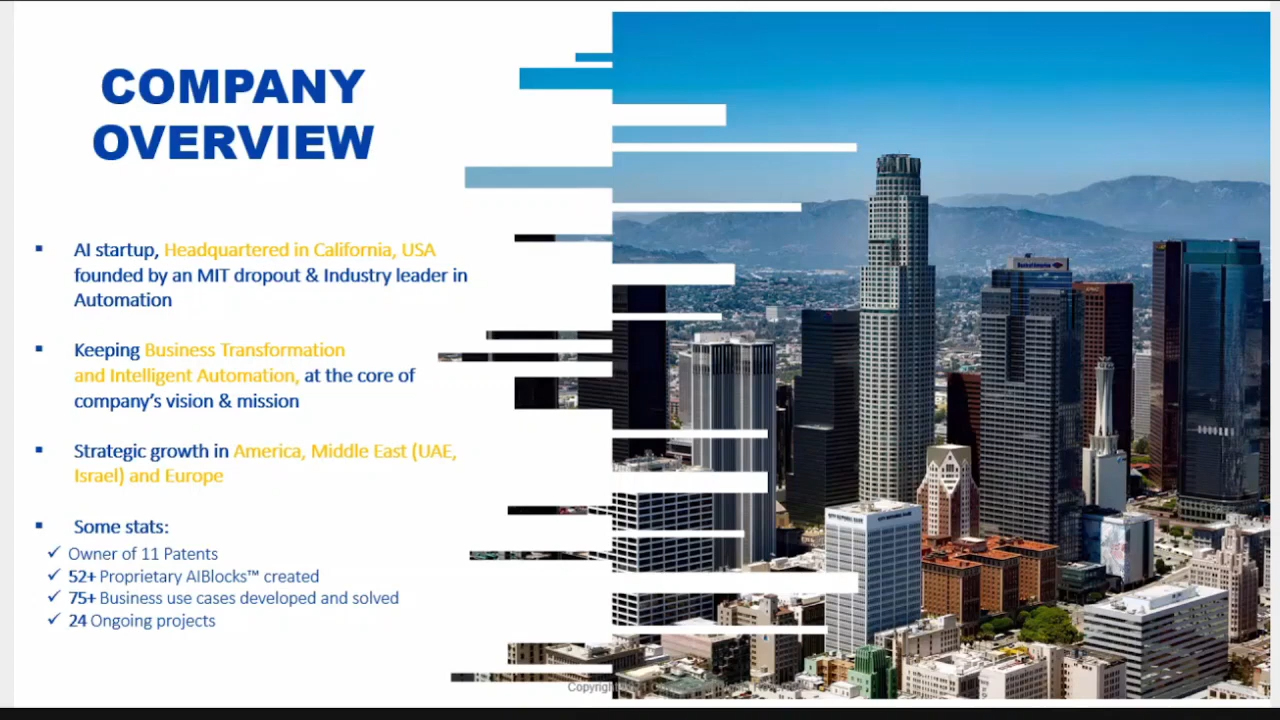 COMPANY
OVERVIEW
▪ AI startup, Headquartered in California, USA
founded by an MIT dropout & Industry leader in
Automation
▪ Keeping Business Transformation
and Intelligent Automation, at the core of
company's vision & mission
▪ Strategic growth in America, Middle East (UAE,
Israel) and Europe
▪ Some stats:
✓ Owner of 11 Patents
✓ 52+ Proprietary AIBlocks™ created
✓ 75+ Business use cases developed and solved
✓ 24 Ongoing projects